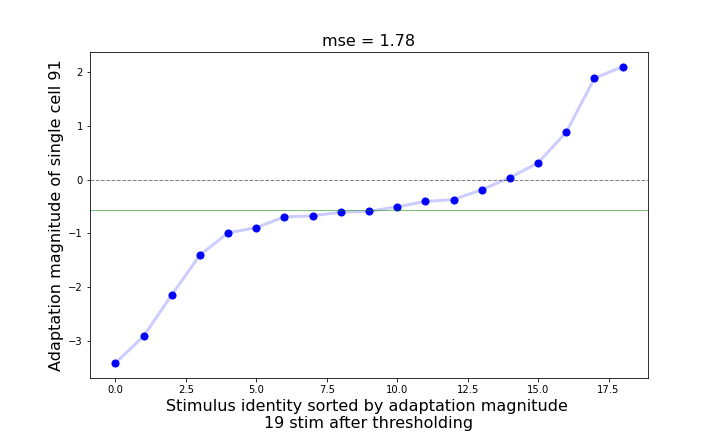 mse = 1.78
Adaptation magnitude of single cell 91
2
1
0
−1
−2
−3
0.0 2.5 5.0 7.5 10.0 12.5 15.0 17.5
Stimulus identity sorted by adaptation magnitude
19 stim after thresholding